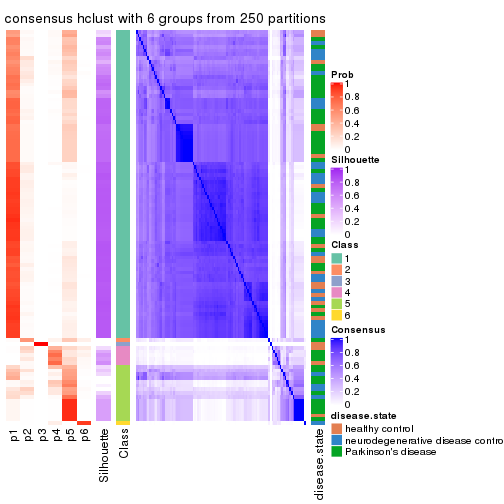 consensus hclust with 6 groups from 250 partitions
Prob
1
0.8
0.6
0.4
0.2
0
Silhouette
1
0.8
0.6
0.4
0.2
0
Class
1
2
3
4
5
6
Consensus
1
0.8
0.6
0.4
0.2
0
disease.state
healthy control
neurodegenerative disease contro
Parkinson's disease
p1
p2
p3
p4
p5
p6
Silhouette
Class
disease.state